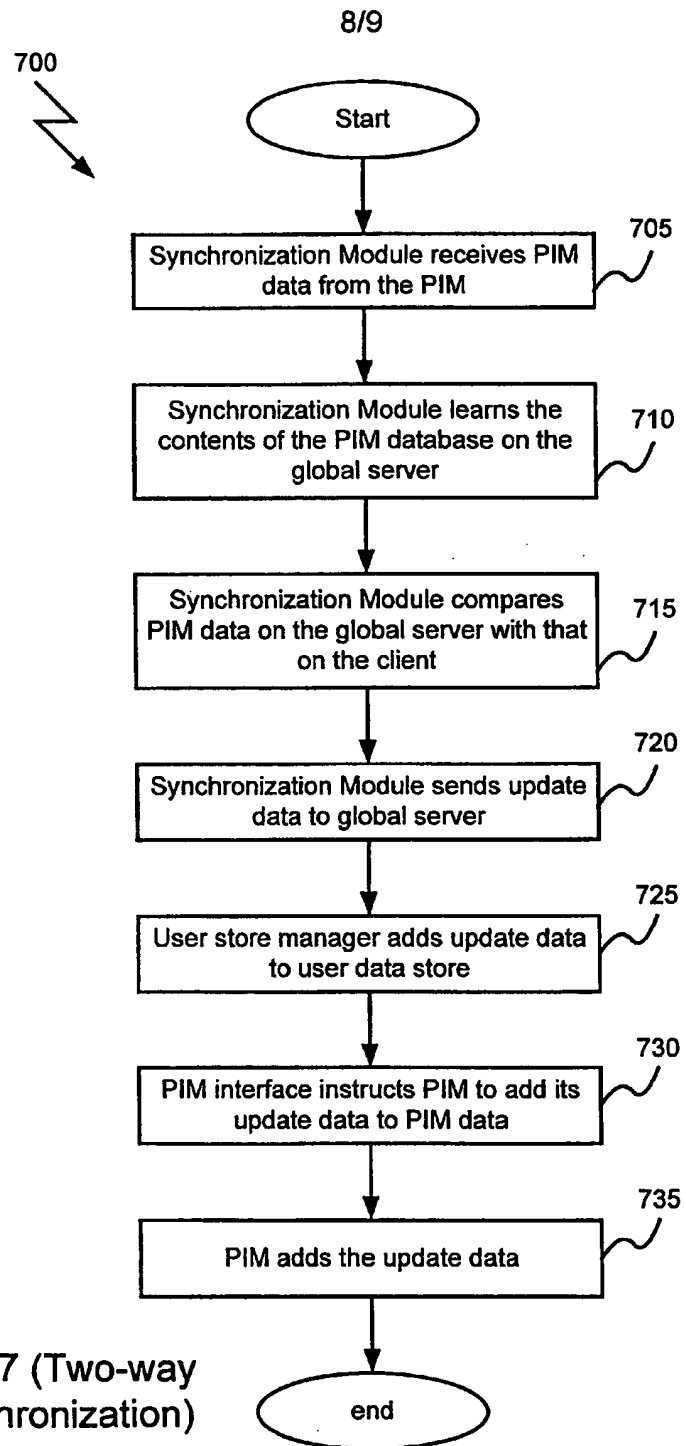 8/9
700
Start
Synchronization Module receives PIM
data from the PIM
705
Synchronization Module learns the
contents of the PIM database on the
global server
710
Synchronization Module compares
PIM data on the global server with that
on the client
715
Synchronization Module sends update
data to global server
720
User store manager adds update data
to user data store
725
PIM interface instructs PIM to add its
update data to PIM data
730
PIM adds the update data
735
7 (Two-way
hronization)
end